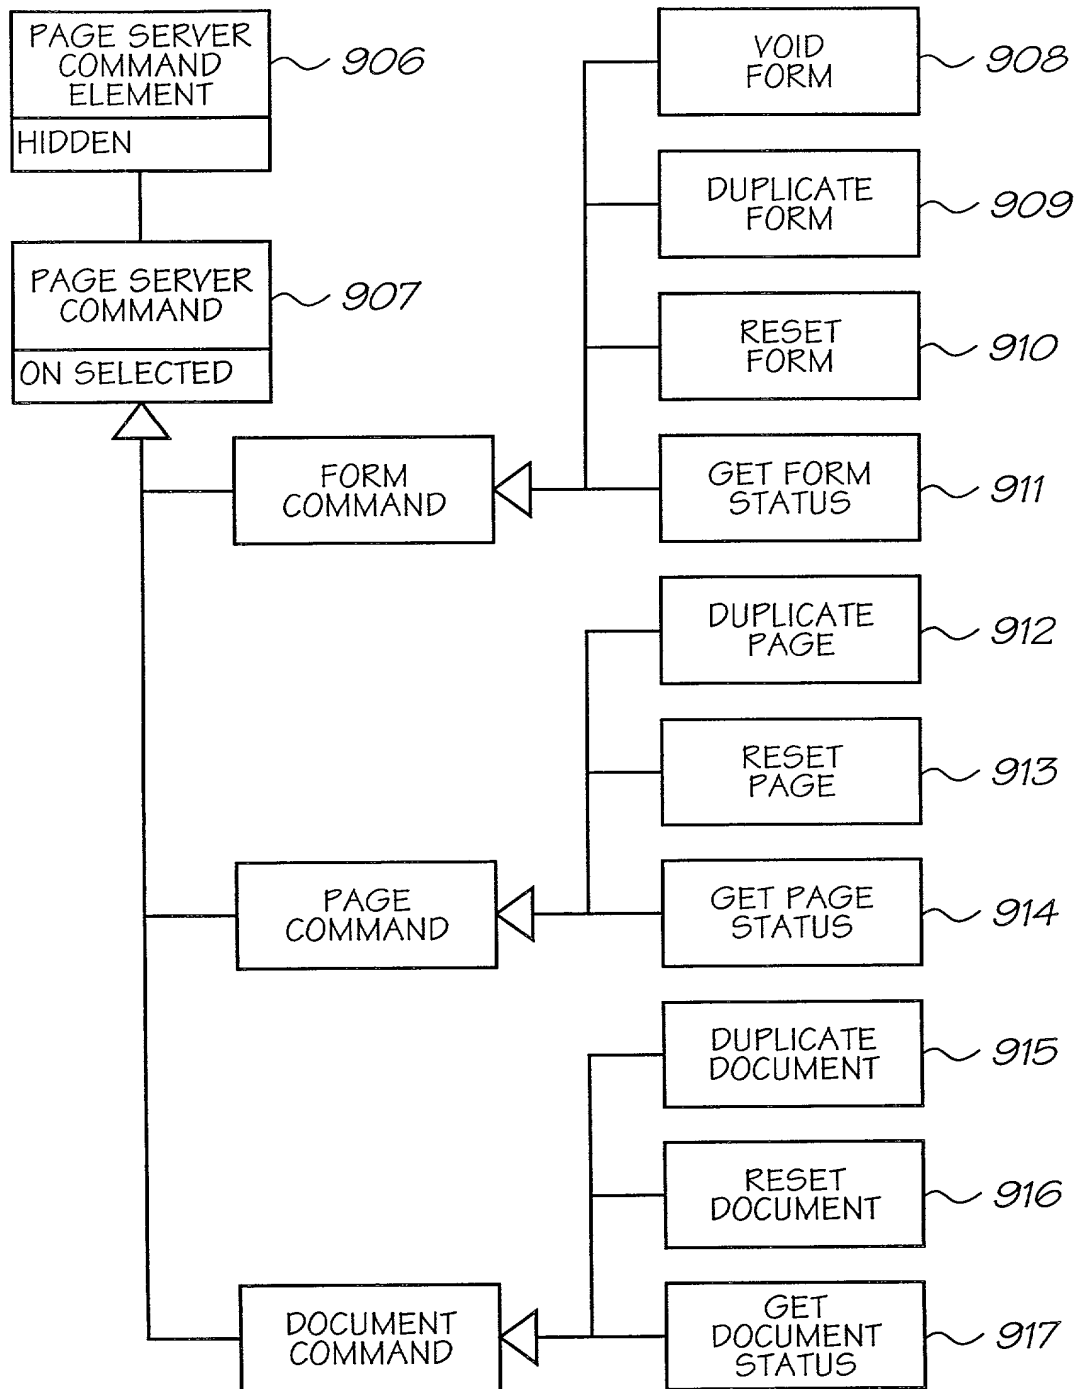 PAGE SERVER
COMMAND
ELEMENT
906
HIDDEN
PAGE SERVER
COMMAND
907
ON SELECTED
FORM
COMMAND
VOID
FORM
908
DUPLICATE
FORM
909
RESET
FORM
910
GET FORM
STATUS
911
PAGE
COMMAND
DUPLICATE
PAGE
912
RESET
PAGE
913
GET PAGE
STATUS
914
DOCUMENT
COMMAND
DUPLICATE
DOCUMENT
915
RESET
DOCUMENT
916
GET
DOCUMENT
STATUS
917